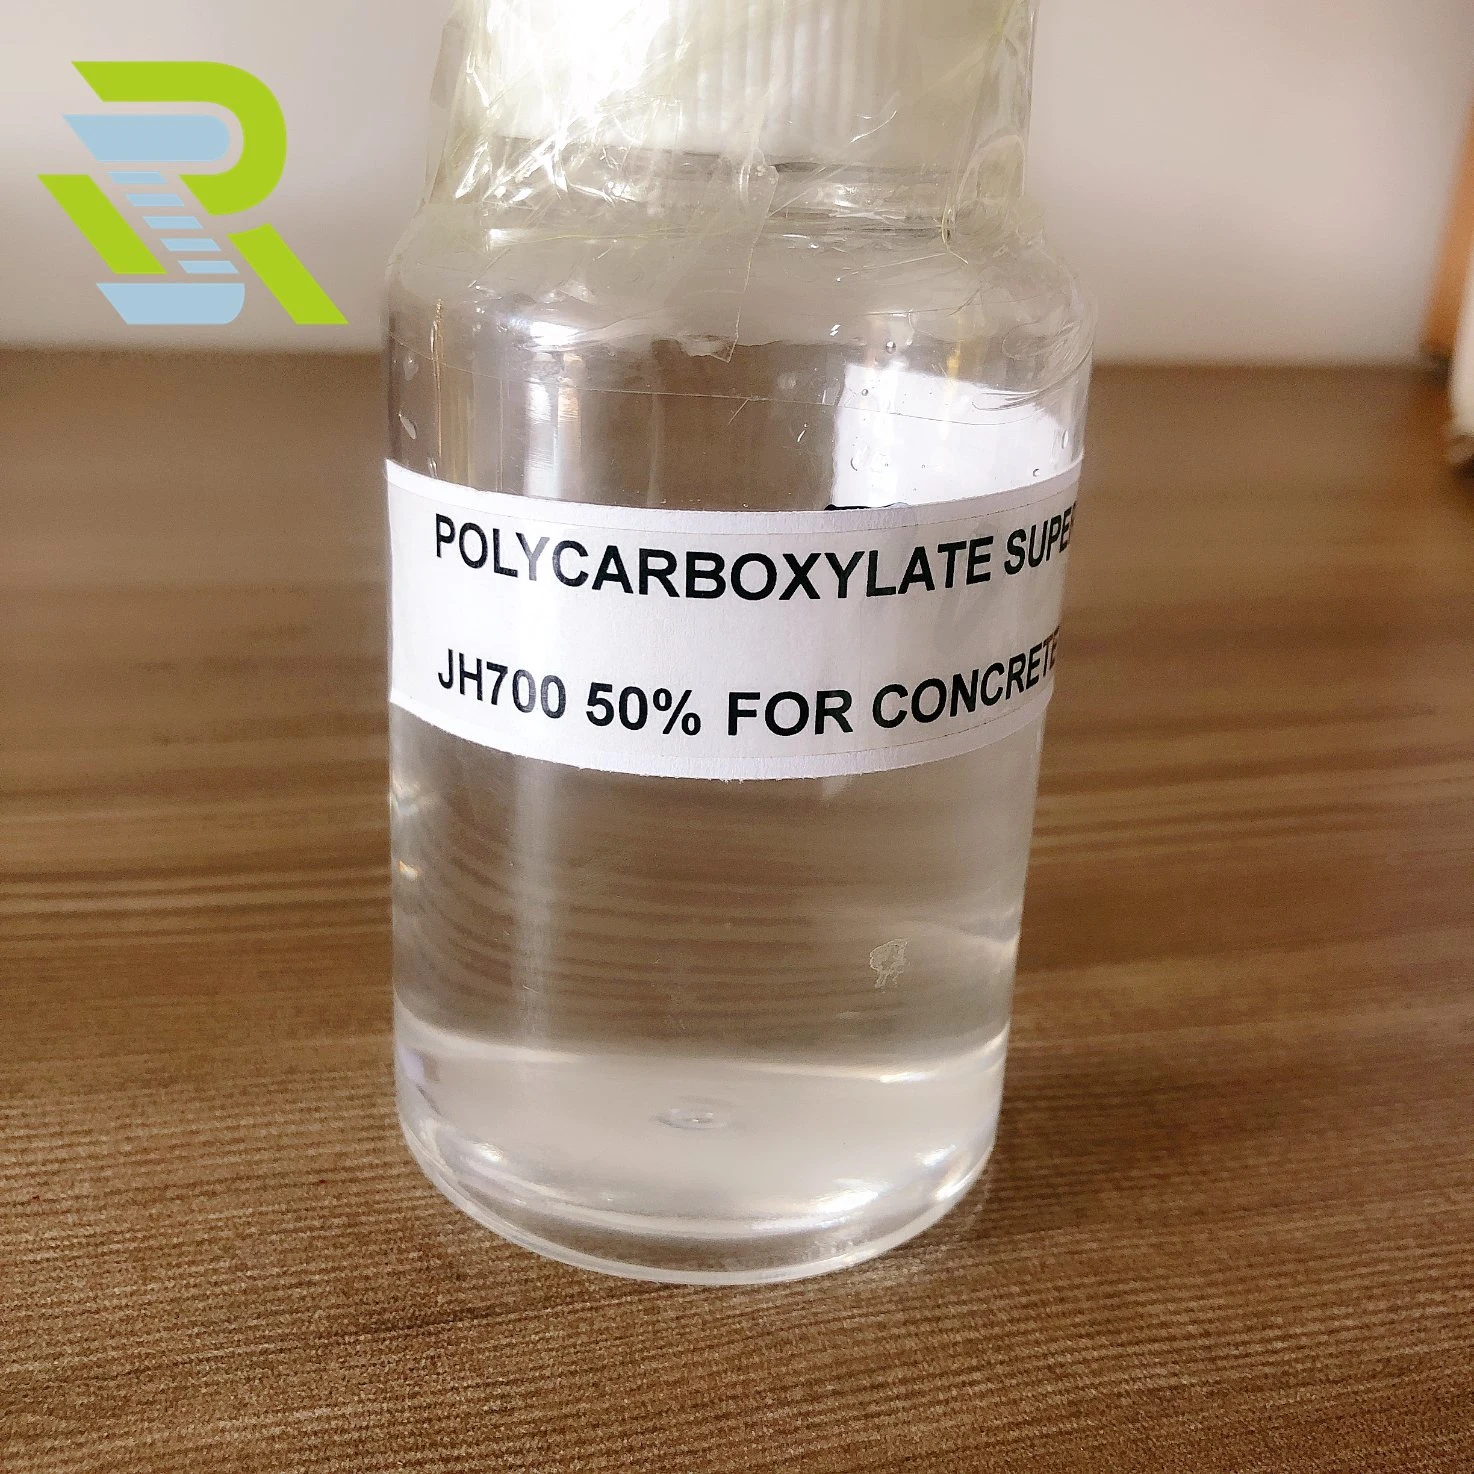 POLYCARBOXYLATE SUPE
JH700 50% FOR CONCRETE